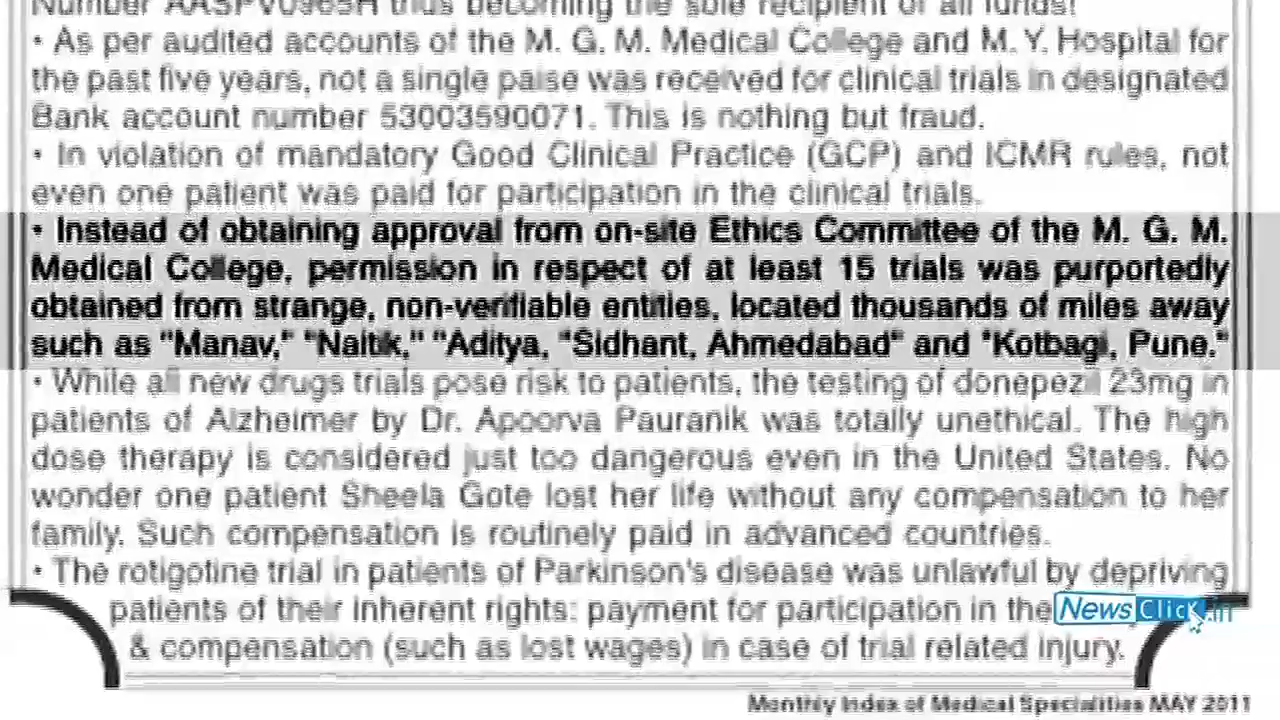 Number AASPV0965H thus becoming the sole recipient of all funds!
• As per audited accounts of the M. G. M. Medical College and M. Y. Hospital for
the past five years, not a single paise was received for clinical trials in designated
Bank account number 53003590071. This is nothing but fraud.
• In violation of mandatory Good Clinical Practice (GCP) and ICMR rules, not
even one patient was paid for participation in the clinical trials.
• Instead of obtaining approval from on-site Ethics Committee of the M. G. M.
Medical College, permission in respect of at least 15 trials was purportedly
obtained from strange, non-verifiable entities, located thousands of miles away
such as "Manav," "Naitik," "Aditya, "Sidhant, Ahmedabad" and "Kotbagi, Pune."
• While all new drugs trials pose risk to patients, the testing of donepezil 23mg in
patients of Alzheimer by Dr. Apoorva Pauranik was totally unethical. The high
dose therapy is considered just too dangerous even in the United States. No
wonder one patient Sheela Gote lost her life without any compensation to her
family. Such compensation is routinely paid in advanced countries.
• The rotigotine trial in patients of Parkinson's disease was unlawful by depriving
patients of their inherent rights: payment for participation in the
NewsClick.in
& compensation (such as lost wages) in case of trial related injury.
Monthly Index of Medical Specialities MAY 2011